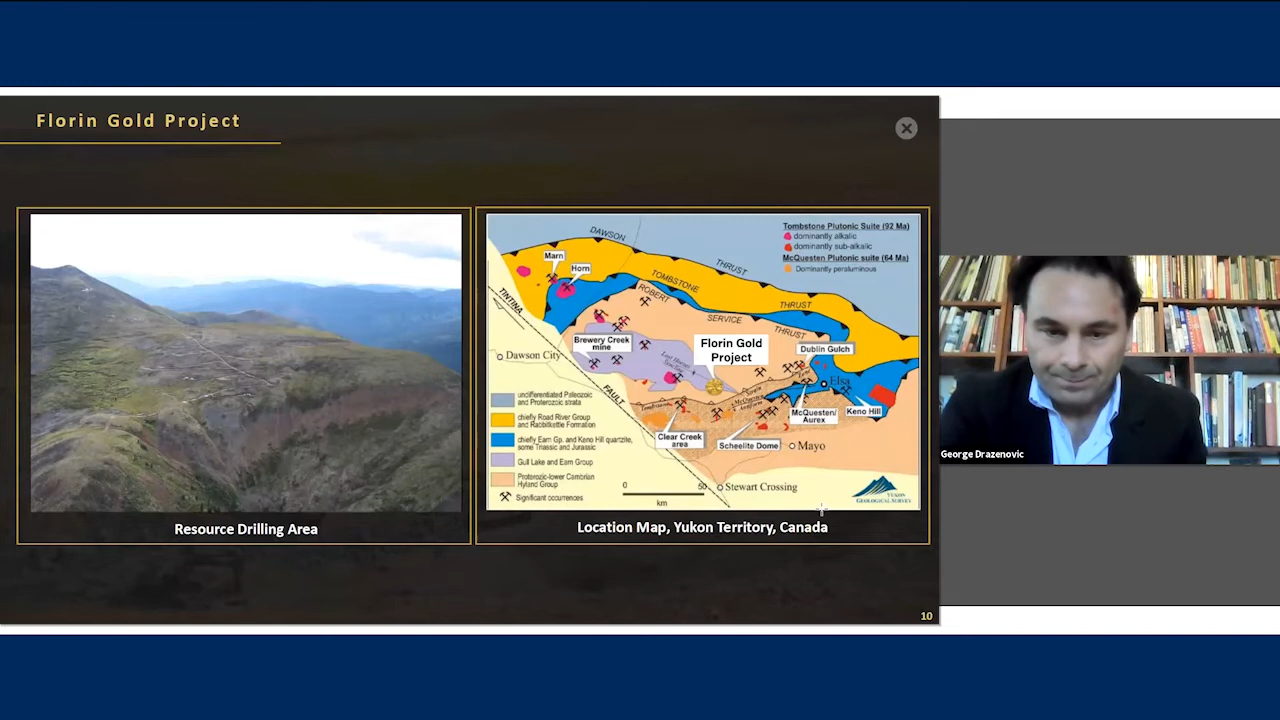 Florin Gold Project
Resource Drilling Area
DAWSON
THRUST
Marn
Horn
TOMBSTONE
THRUST
ROBERT
SERVICE
THRUST
TINTINA
FAULT
Tombstone Plutonic Suite (92 Ma)
dominantly alkalic
dominantly sub-alkalic
McQuesten Plutonic suite (64 Ma)
Dominantly peraluminous
Brewery Creek
mine
Dawson City
Florin Gold
Project
Dublin Gulch
Elsa
Keno Hill
McQuesten/
Aurex
Clear Creek
area
Scheelite Dome
Mayo
Stewart Crossing
undifferentiated Paleozoic
and Proterozoic strata
chiefly Road River Group
and Rabbitkettle Formation
chiefly Earn Gp. and Keno Hill quartzite,
some Triassic and Jurassic
Gull Lake and Earn Group
Proterozic-lower Cambrian
Hyland Group
Significant occurrences
0 50
km
YUKON
GEOLOGICAL SURVEY
Location Map, Yukon Territory, Canada
10
George Drazenovic